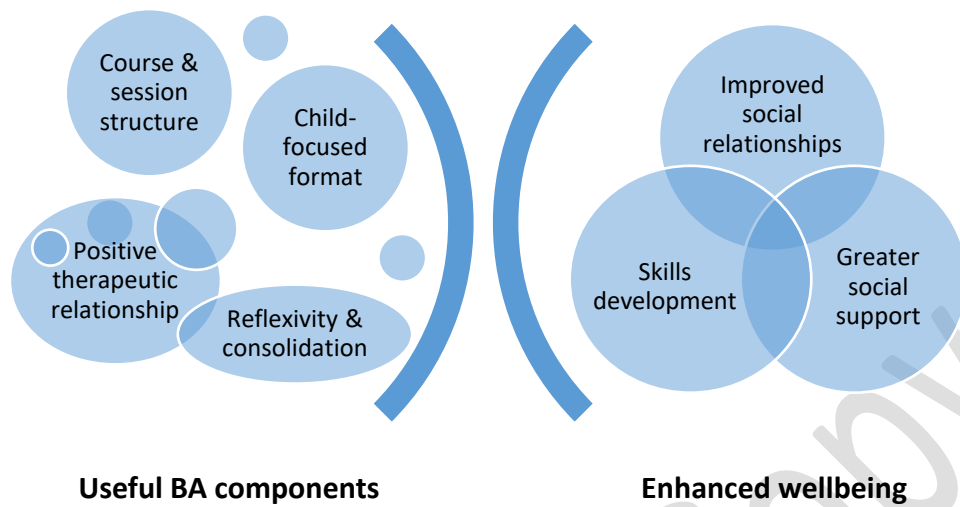 Course &
session
structure
Child-
focused
format
Positive
therapeutic
relationship
Reflexivity &
consolidation
Improved
social
relationships
Skills
development
Greater
social
support
Useful BA components
Enhanced wellbeing